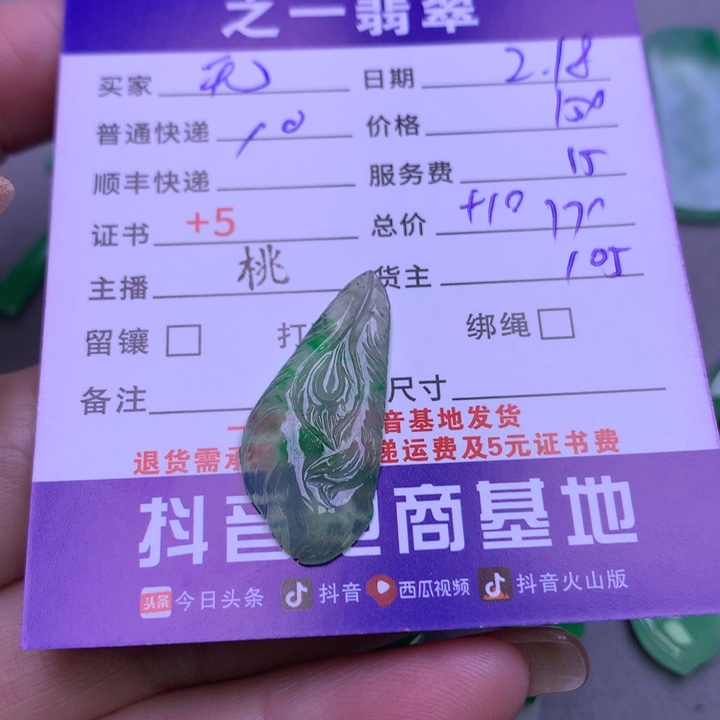 之一翡翠
买家 无 日期 2.18
普通快递 10 价格 150
顺丰快递 服务费 15
证书 +5 总价 +10 170
主播 桃 货主 105
留镶 打 绑绳
备注 尺寸
音基地发货
退货需承 递运费及5元证书费
抖音电商基地
头条 今日头条 抖音 西瓜视频 抖音火山版